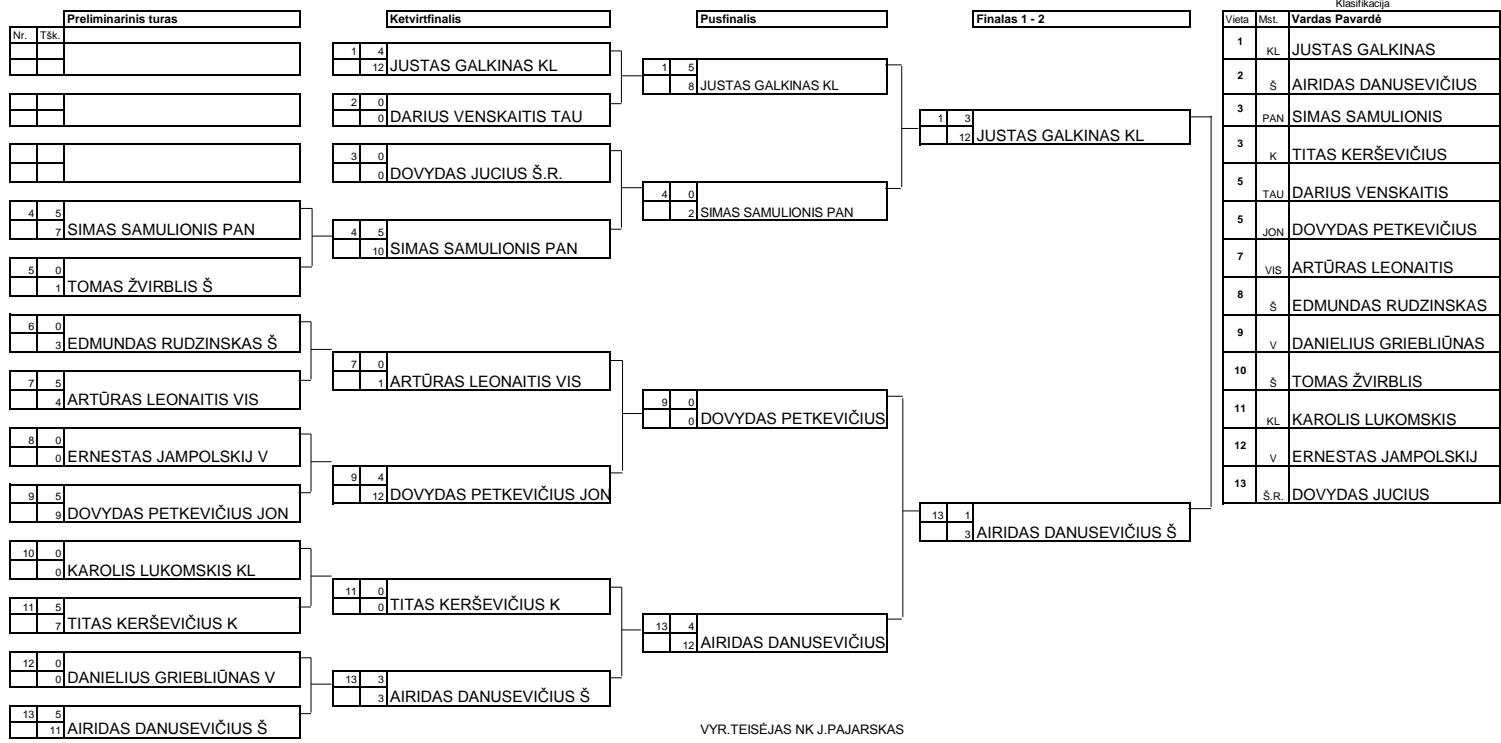 Preliminarinis turas
Nr. Tšk.
4 5
7 SIMAS SAMULIONIS PAN
5 0
1 TOMAS ŽVIRBLIS Š
6 0
3 EDMUNDAS RUDZINSKAS Š
7 5
4 ARTŪRAS LEONAITIS VIS
8 0
0 ERNESTAS JAMPOLSKIJ V
9 5
9 DOVYDAS PETKEVIČIUS JON
10 0
0 KAROLIS LUKOMSKIS KL
11 5
7 TITAS KERŠEVIČIUS K
12 0
0 DANIELIUS GRIEBLIŪNAS V
13 5
11 AIRIDAS DANUSEVIČIUS Š
Ketvirtfinalis
1 4
12 JUSTAS GALKINAS KL
2 0
0 DARIUS VENSKAITIS TAU
3 0
0 DOVYDAS JUCIUS Š.R.
4 5
10 SIMAS SAMULIONIS PAN
7 0
1 ARTŪRAS LEONAITIS VIS
9 4
12 DOVYDAS PETKEVIČIUS JON
11 0
0 TITAS KERŠEVIČIUS K
13 3
3 AIRIDAS DANUSEVIČIUS Š
Pusfinalis
1 5
8 JUSTAS GALKINAS KL
4 0
2 SIMAS SAMULIONIS PAN
9 0
0 DOVYDAS PETKEVIČIUS
13 4
12 AIRIDAS DANUSEVIČIUS
VYR.TEISĖJAS NK J.PAJARSKAS
Finalas 1 - 2
1 3
12 JUSTAS GALKINAS KL
13 1
3 AIRIDAS DANUSEVIČIUS Š
Klasifikacija
Vieta Mst. Vardas Pavardė
1 KL JUSTAS GALKINAS
2 Š AIRIDAS DANUSEVIČIUS
3 PAN SIMAS SAMULIONIS
3 K TITAS KERŠEVIČIUS
5 TAU DARIUS VENSKAITIS
5 JON DOVYDAS PETKEVIČIUS
7 VIS ARTŪRAS LEONAITIS
8 Š EDMUNDAS RUDZINSKAS
9 V DANIELIUS GRIEBLIŪNAS
10 Š TOMAS ŽVIRBLIS
11 KL KAROLIS LUKOMSKIS
12 V ERNESTAS JAMPOLSKIJ
13 Š.R. DOVYDAS JUCIUS